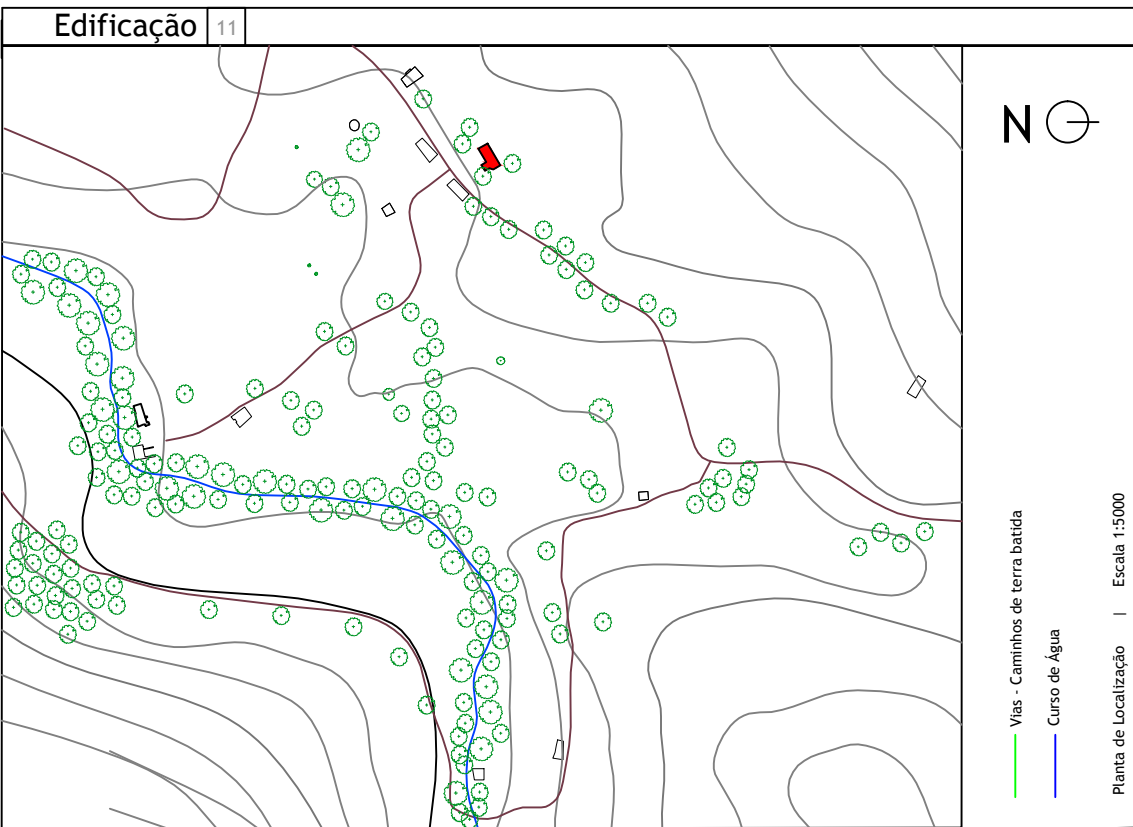 Edificação 11
N
Vias - Caminhos de terra batida
Curso de Água
Planta de Localização | Escala 1:5000